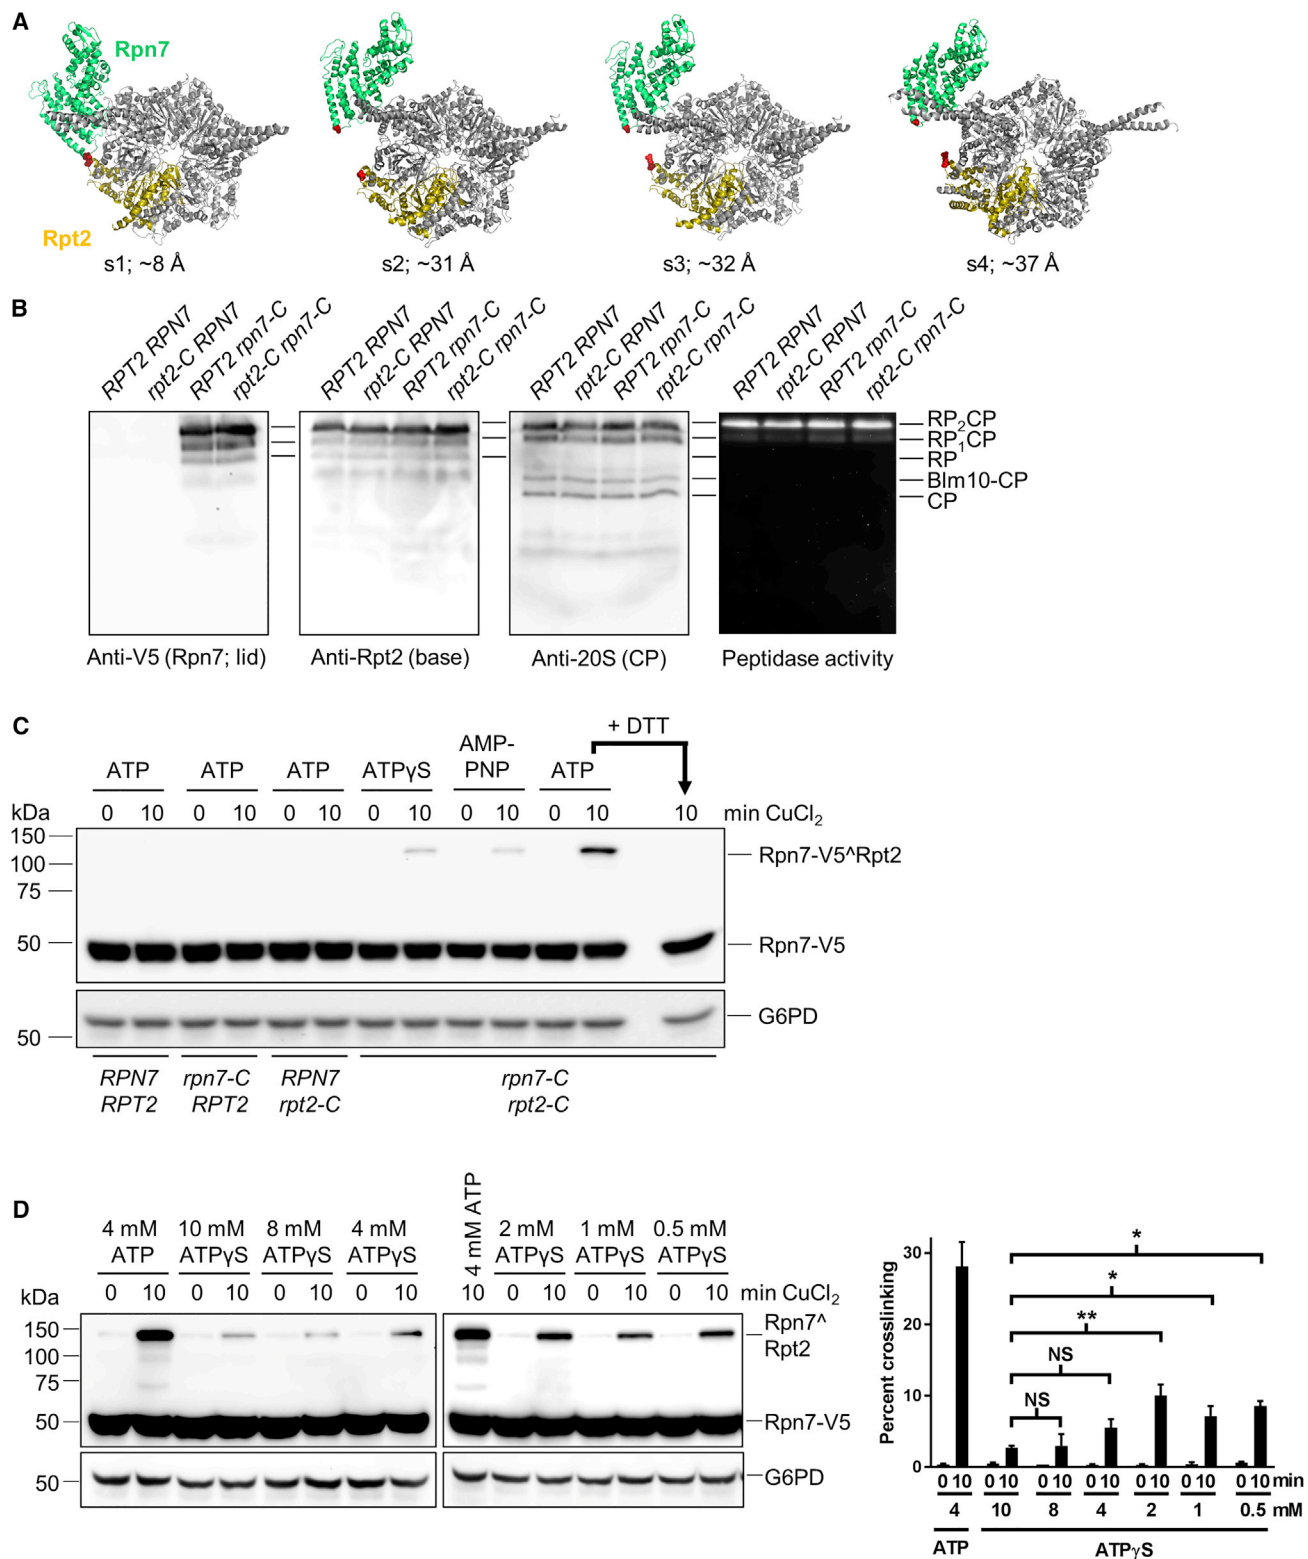 A
Rpn7
Rpt2
s1; ~8 Å
s2; ~31 Å
s3; ~32 Å
s4; ~37 Å
B
RPT2 RPN7
rpt2-C RPN7
RPT2 rpn7-C
rpt2-C rpn7-C
RPT2 RPN7
rpt2-C RPN7
RPT2 rpn7-C
rpt2-C rpn7-C
RPT2 RPN7
rpt2-C RPN7
RPT2 rpn7-C
rpt2-C rpn7-C
RPT2 RPN7
rpt2-C RPN7
RPT2 rpn7-C
rpt2-C rpn7-C
RP₂CP
RP₁CP
RP
Blm10-CP
CP
Anti-V5 (Rpn7; lid)
Anti-Rpt2 (base)
Anti-20S (CP)
Peptidase activity
C
+ DTT
ATP
ATP
ATP
ATPγS
AMP-
PNP
ATP
kDa
0 10 0 10 0 10 0 10 0 10 0 10 10 min CuCl₂
150
100
75
50
Rpn7-V5^Rpt2
Rpn7-V5
G6PD
50
RPN7
RPT2
rpn7-C
RPT2
RPN7
rpt2-C
rpn7-C
rpt2-C
D
4 mM
ATP
10 mM
ATPγS
8 mM
ATPγS
4 mM
ATPγS
4 mM ATP
2 mM
ATPγS
1 mM
ATPγS
0.5 mM
ATPγS
kDa
0 10 0 10 0 10 0 10 10 0 10 0 10 0 10 min CuCl₂
150
100
75
50
50
Rpn7^
Rpt2
Rpn7-V5
G6PD
Percent crosslinking
30
20
10
0
NS
NS
**
*
*
0 10 0 10 0 10 0 10 0 10 0 10 0 10 min
4 10 8 4 2 1 0.5 mM
ATP
ATPγS